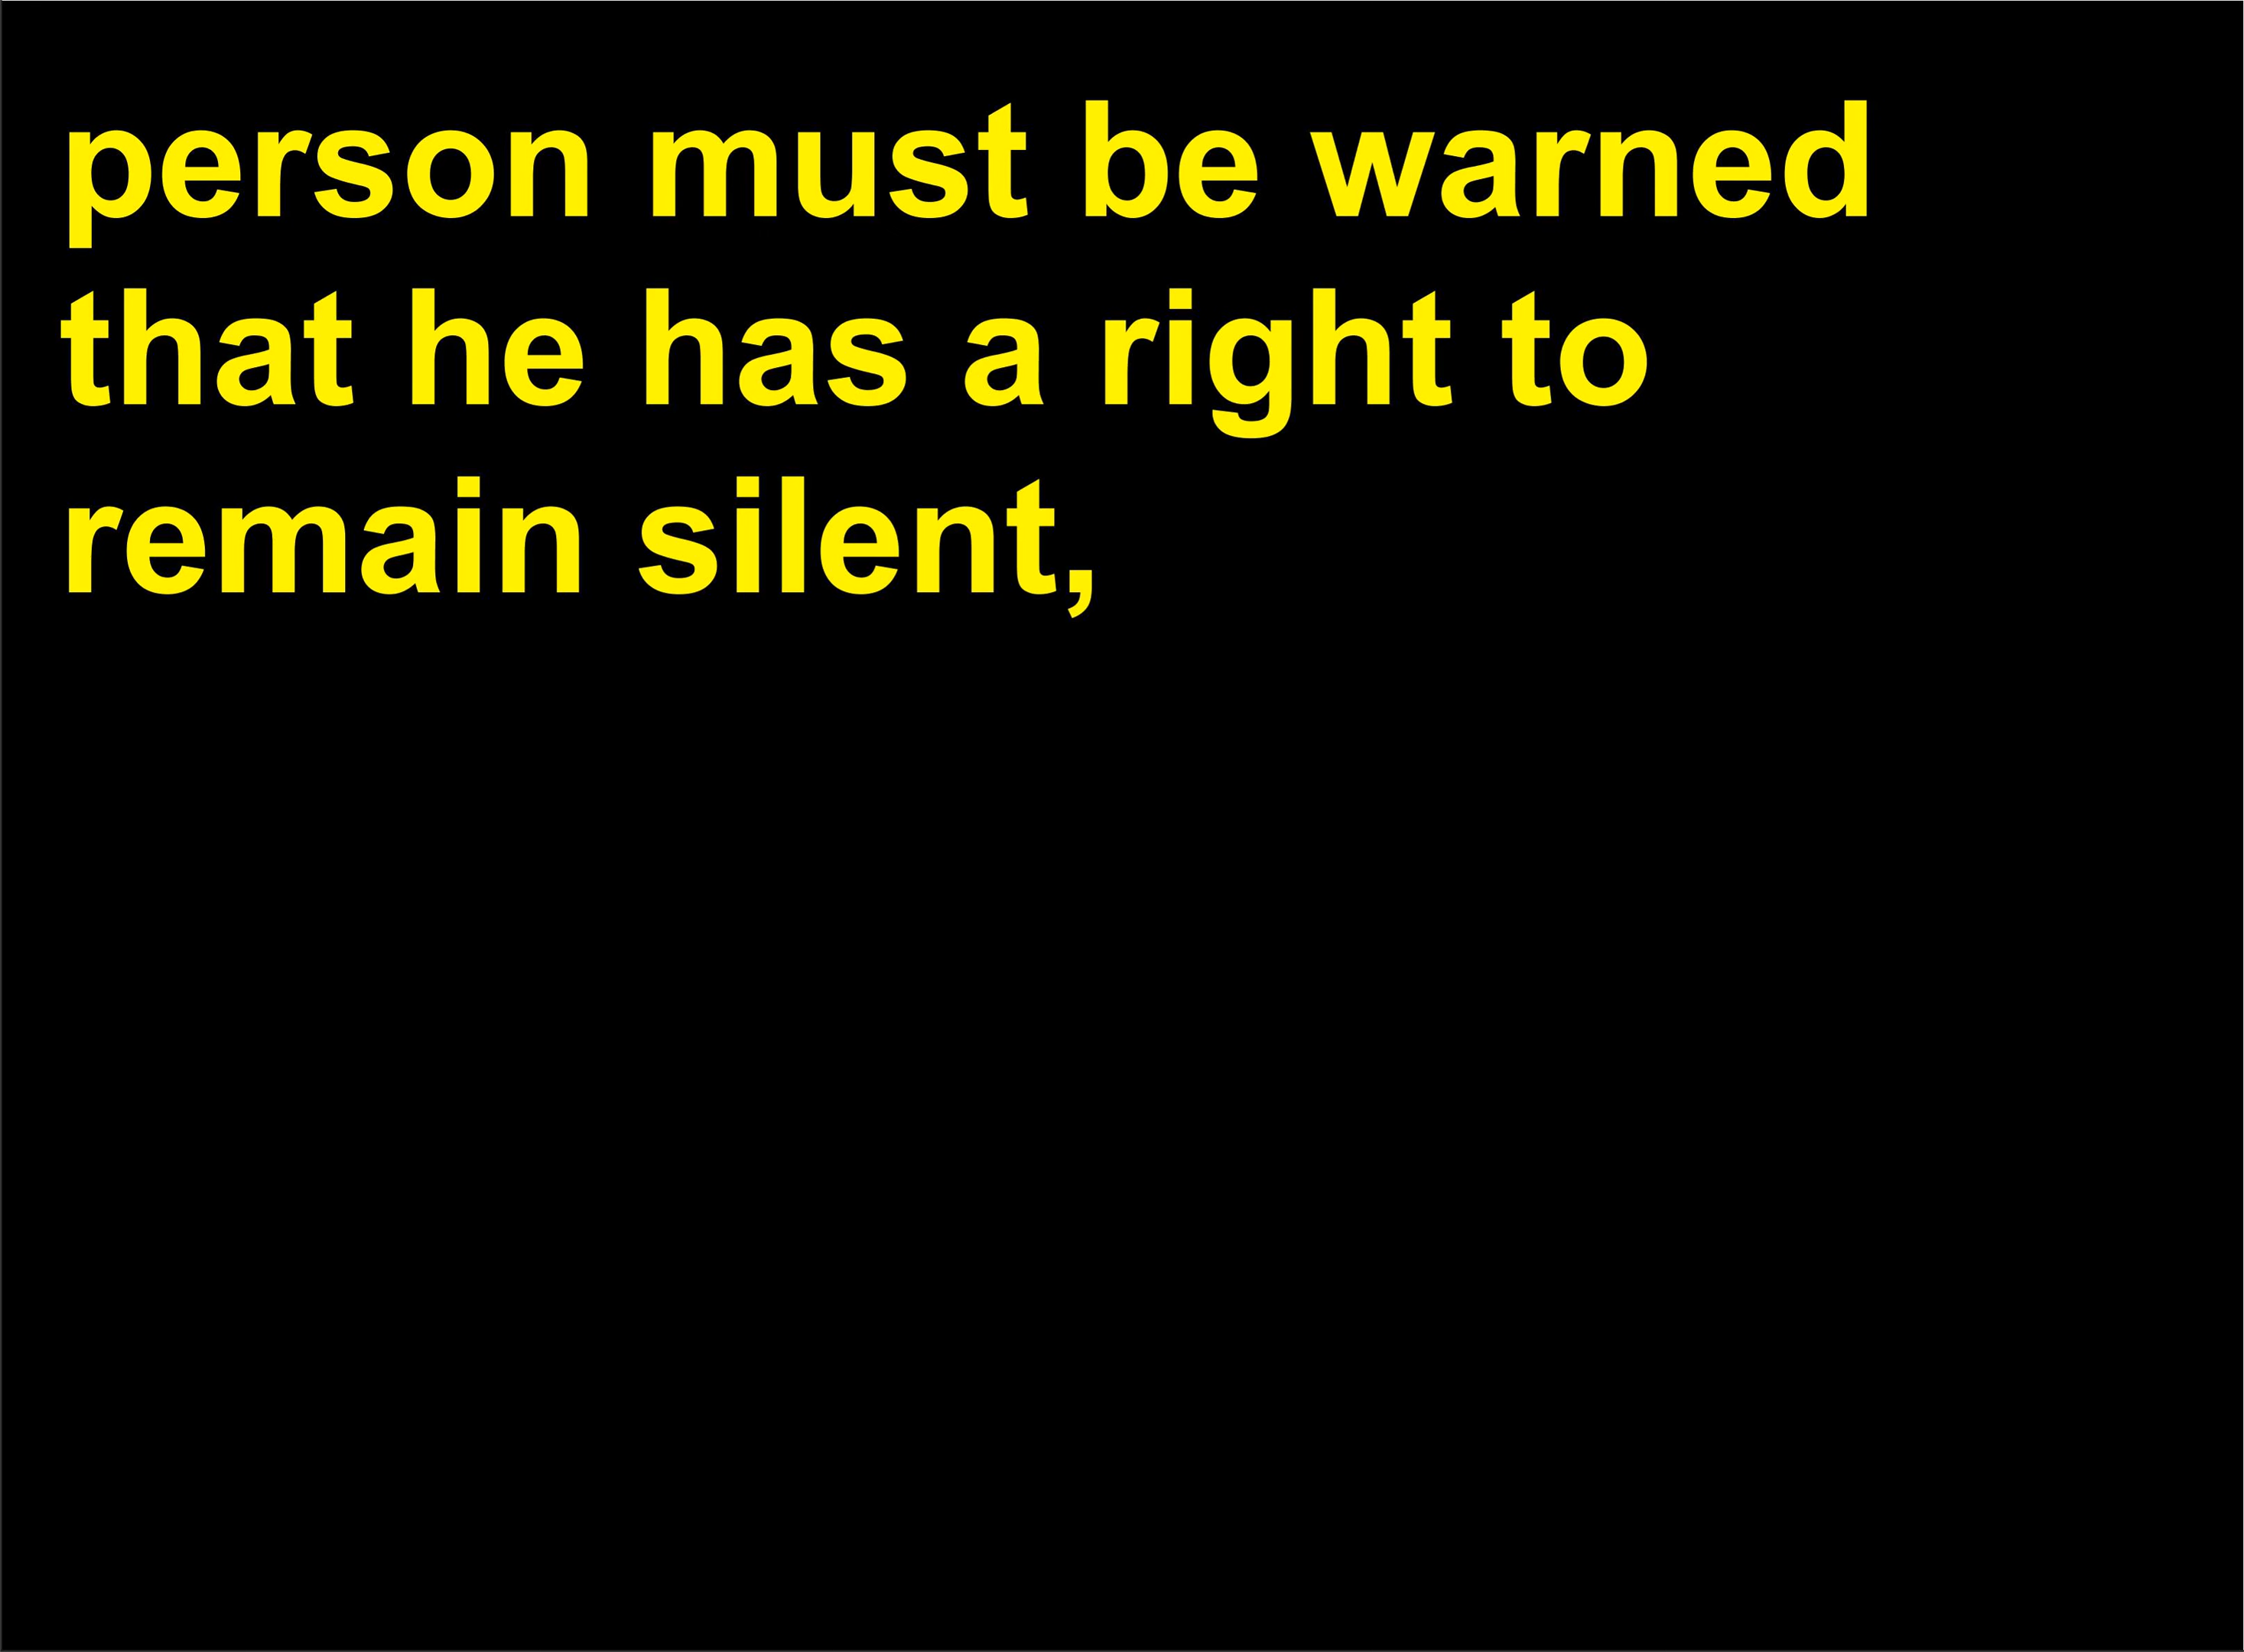 person must be warned
that he has a right to
remain silent,